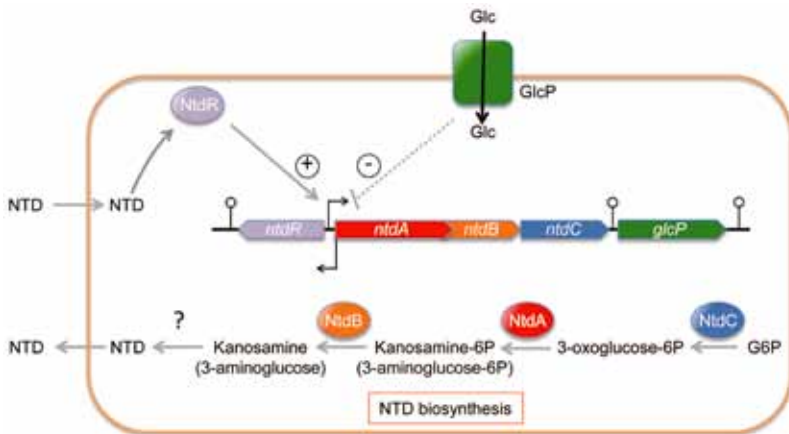 Glc
GlcP
Glc
NtdR
+
-
NTD
NTD
ntdR
ntdA
ntdB
ntdC
glcP
?
NtdB
NtdA
NtdC
NTD
NTD
Kanosamine
(3-aminoglucose)
Kanosamine-6P
(3-aminoglucose-6P)
3-oxoglucose-6P
G6P
NTD biosynthesis